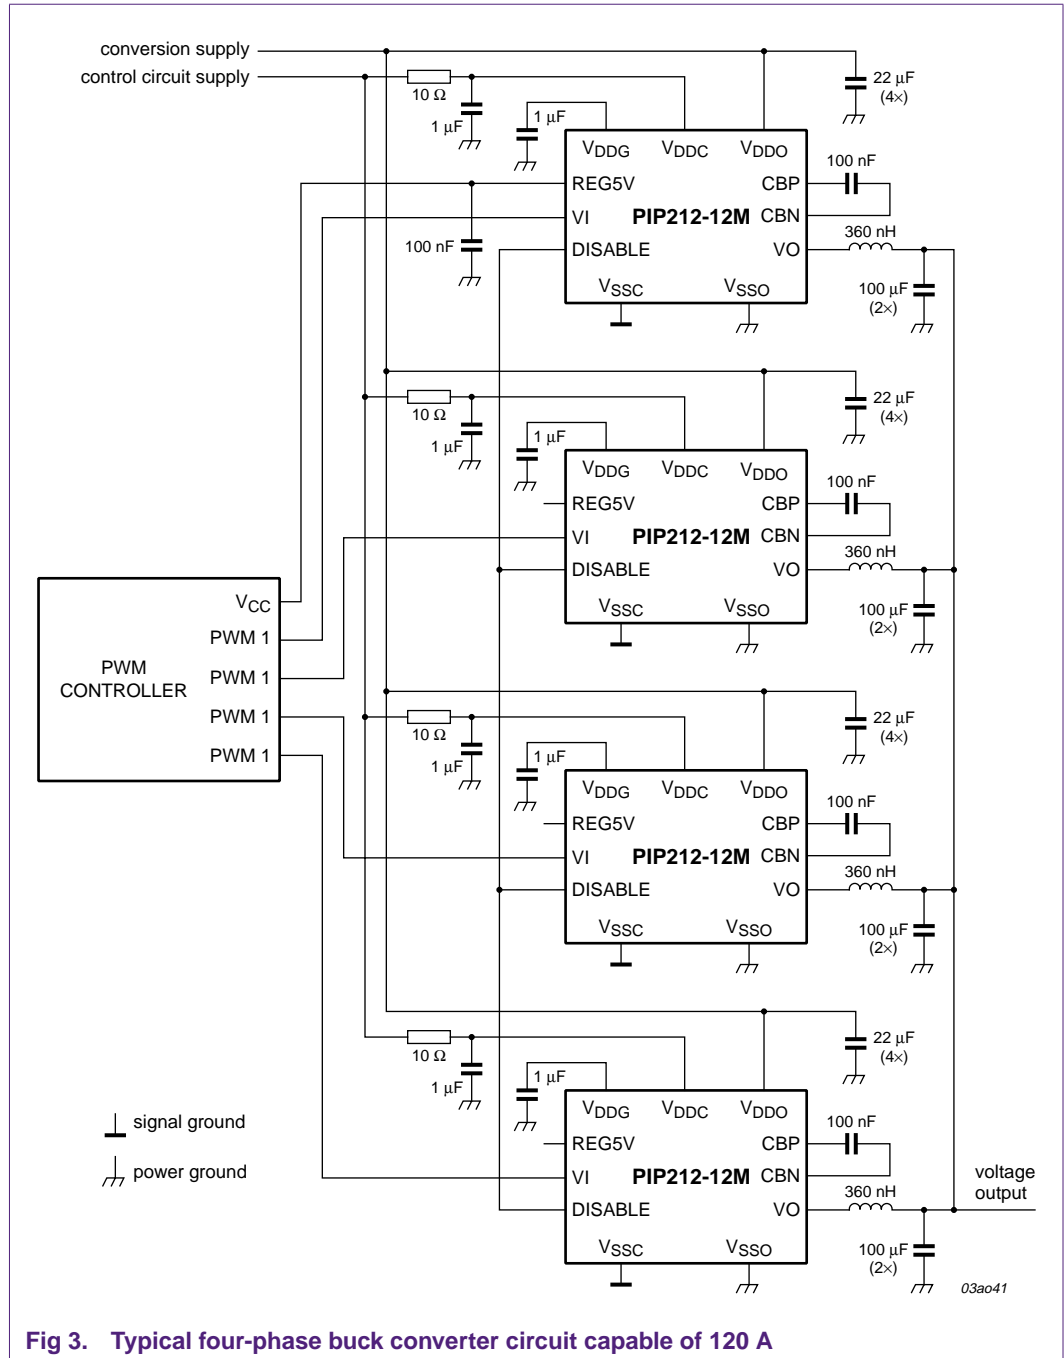 conversion supply
control circuit supply
10 Ω
1 μF
1 μF
22 μF
(4×)
VDDG VDDC VDDO
REG5V
CBP
100 nF
VI
PIP212-12M
CBN
100 nF
DISABLE
VO
360 nH
VSSC
VSSO
100 μF
(2×)
10 Ω
1 μF
1 μF
22 μF
(4×)
VDDG VDDC VDDO
REG5V
CBP
100 nF
VI
PIP212-12M
CBN
DISABLE
VO
360 nH
VSSC
VSSO
100 μF
(2×)
PWM
CONTROLLER
VCC
PWM 1
PWM 1
PWM 1
PWM 1
10 Ω
1 μF
1 μF
22 μF
(4×)
VDDG VDDC VDDO
REG5V
CBP
100 nF
VI
PIP212-12M
CBN
DISABLE
VO
360 nH
VSSC
VSSO
100 μF
(2×)
10 Ω
1 μF
1 μF
22 μF
(4×)
VDDG VDDC VDDO
REG5V
CBP
100 nF
VI
PIP212-12M
CBN
DISABLE
VO
360 nH
VSSC
VSSO
100 μF
(2×)
signal ground
power ground
voltage
output
03ao41
Fig 3. Typical four-phase buck converter circuit capable of 120 A